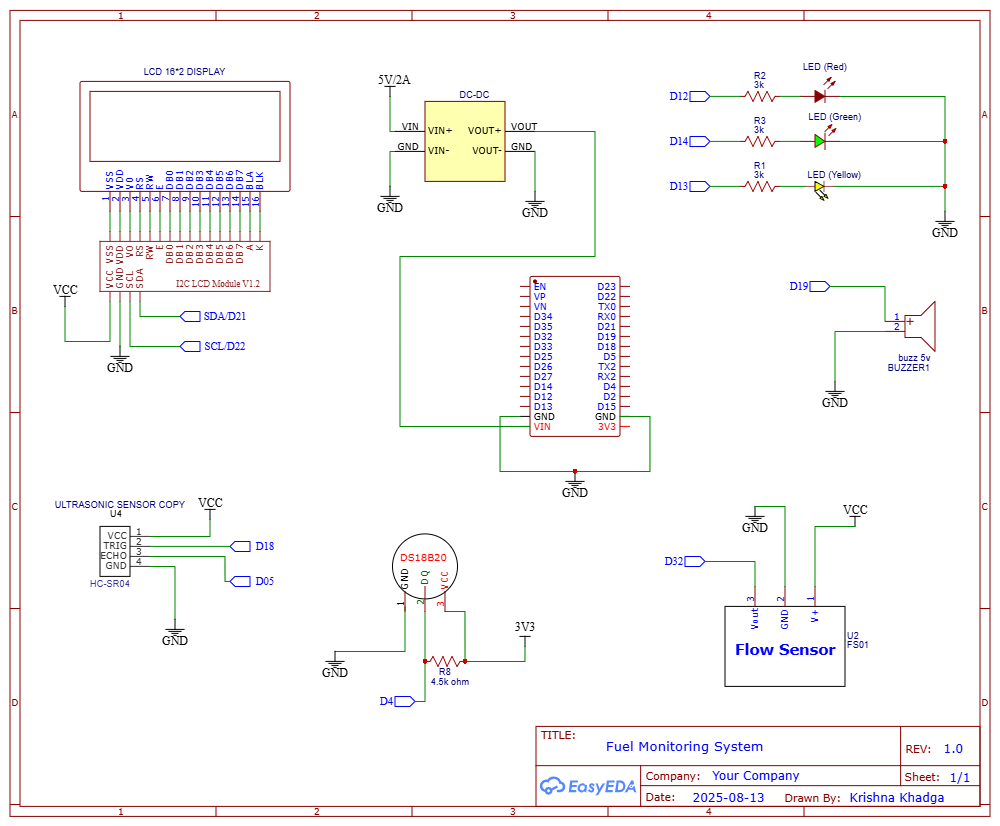 1 2 3 4
A A
B B
C C
D D
1 2 3 4
LCD 16*2 DISPLAY
VSS VDD V0 RS RW E DB0 DB1 DB2 DB3 DB4 DB5 DB6 DB7 BLA BLK
1 2 3 4 5 6 7 8 9 10 11 12 13 14 15 16
VSS VDD VO RS RW E DB0 DB1 DB2 DB3 DB4 DB5 DB6 DB7 A K
VCC GND SCL SDA
I2C LCD Module V1.2
VCC
GND
SDA/D21
SCL/D22
5V/2A
DC-DC
VIN VIN+ VOUT+ VOUT
GND VIN- VOUT- GND
GND
GND
R2
3k
LED (Red)
D12
R3
3k
LED (Green)
D14
R1
3k
LED (Yellow)
D13
GND
EN D23
VP D22
VN TX0
D34 RX0
D35 D21
D32 D19
D33 D18
D25 D5
D26 TX2
D27 RX2
D14 D4
D12 D2
D13 D15
GND GND
VIN 3V3
GND
D19
1 +
2
buzz 5v
BUZZER1
GND
ULTRASONIC SENSOR COPY
U4
VCC 1
TRIG 2
ECHO 3
GND 4
HC-SR04
VCC
D18
D05
GND
DS18B20
GND DQ VCC
1 2 3
3V3
R8
4.5k ohm
GND
D4
GND
VCC
D32
3 2 1
Vout GND V+
Flow Sensor
U2
FS01
TITLE:
Fuel Monitoring System
REV: 1.0
EasyEDA
Company: Your Company
Sheet: 1/1
Date: 2025-08-13 Drawn By: Krishna Khadga